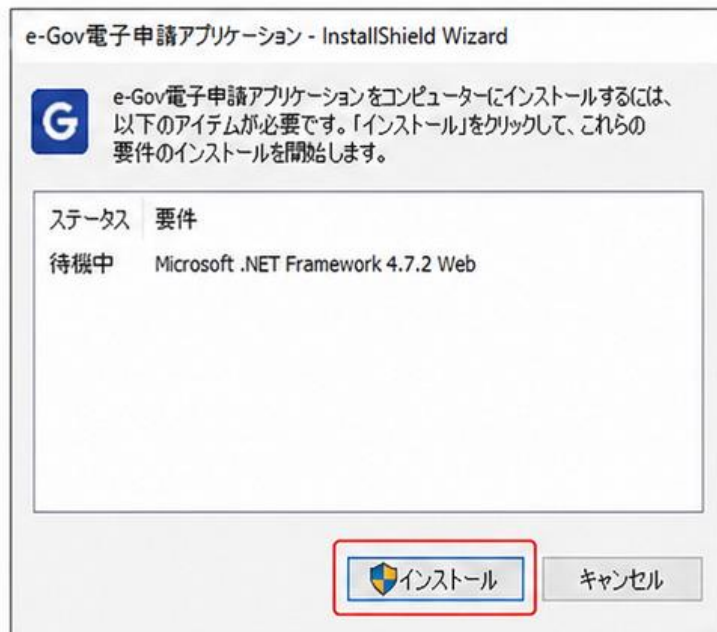 e-Gov電子申請アプリケーション - InstallShield Wizard
G
e-Gov電子申請アプリケーションをコンピューターにインストールするには、
以下のアイテムが必要です。「インストール」をクリックして、これらの
要件のインストールを開始します。
ステータス 要件
待機中 Microsoft .NET Framework 4.7.2 Web
インストール キャンセル